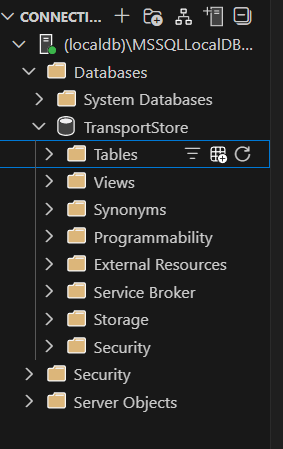 CONNECTI...
(localdb)\MSSQLLocalDB...
Databases
System Databases
TransportStore
Tables
Views
Synonyms
Programmability
External Resources
Service Broker
Storage
Security
Security
Server Objects